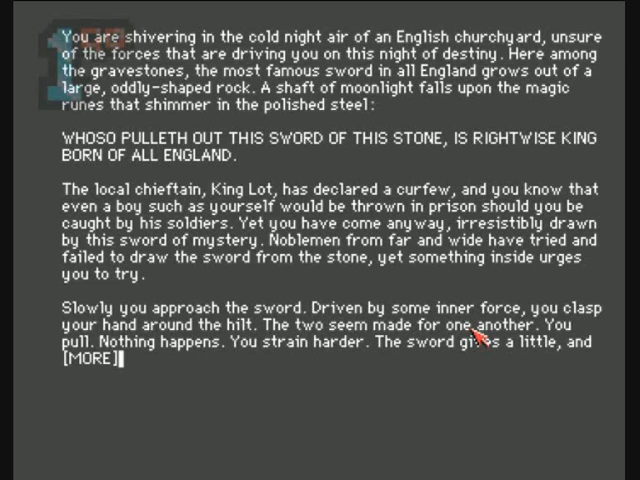 You are shivering in the cold night air of an English churchyard, unsure
of the forces that are driving you on this night of destiny. Here among
the gravestones, the most famous sword in all England grows out of a
large, oddly-shaped rock. A shaft of moonlight falls upon the magic
runes that shimmer in the polished steel:
WHOSO PULLETH OUT THIS SWORD OF THIS STONE, IS RIGHTWISE KING
BORN OF ALL ENGLAND.
The local chieftain, King Lot, has declared a curfew, and you know that
even a boy such as yourself would be thrown in prison should you be
caught by his soldiers. Yet you have come anyway, irresistibly drawn
by this sword of mystery. Noblemen from far and wide have tried and
failed to draw the sword from the stone, yet something inside urges
you to try.
Slowly you approach the sword. Driven by some inner force, you clasp
your hand around the hilt. The two seem made for one another. You
pull. Nothing happens. You strain harder. The sword gives a little, and
[MORE]